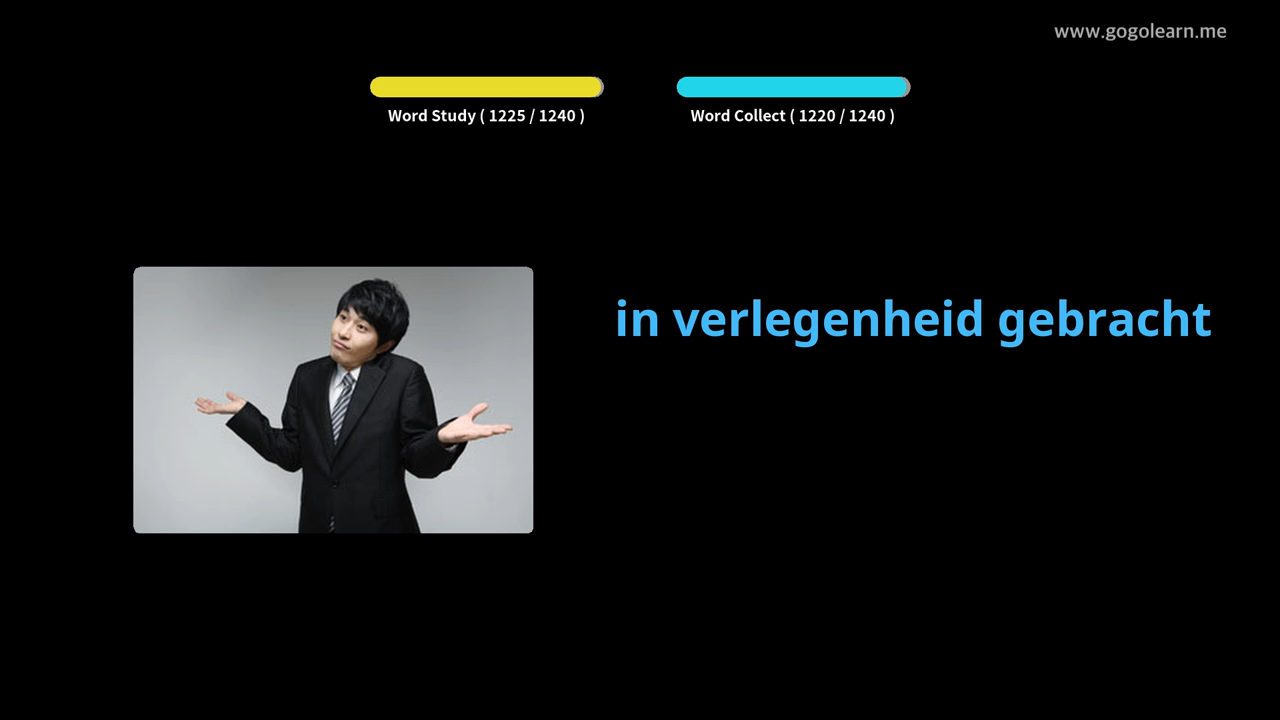 www.gogolearn.me
Word Study ( 1225 / 1240 )
Word Collect ( 1220 / 1240 )
in verlegenheid gebracht